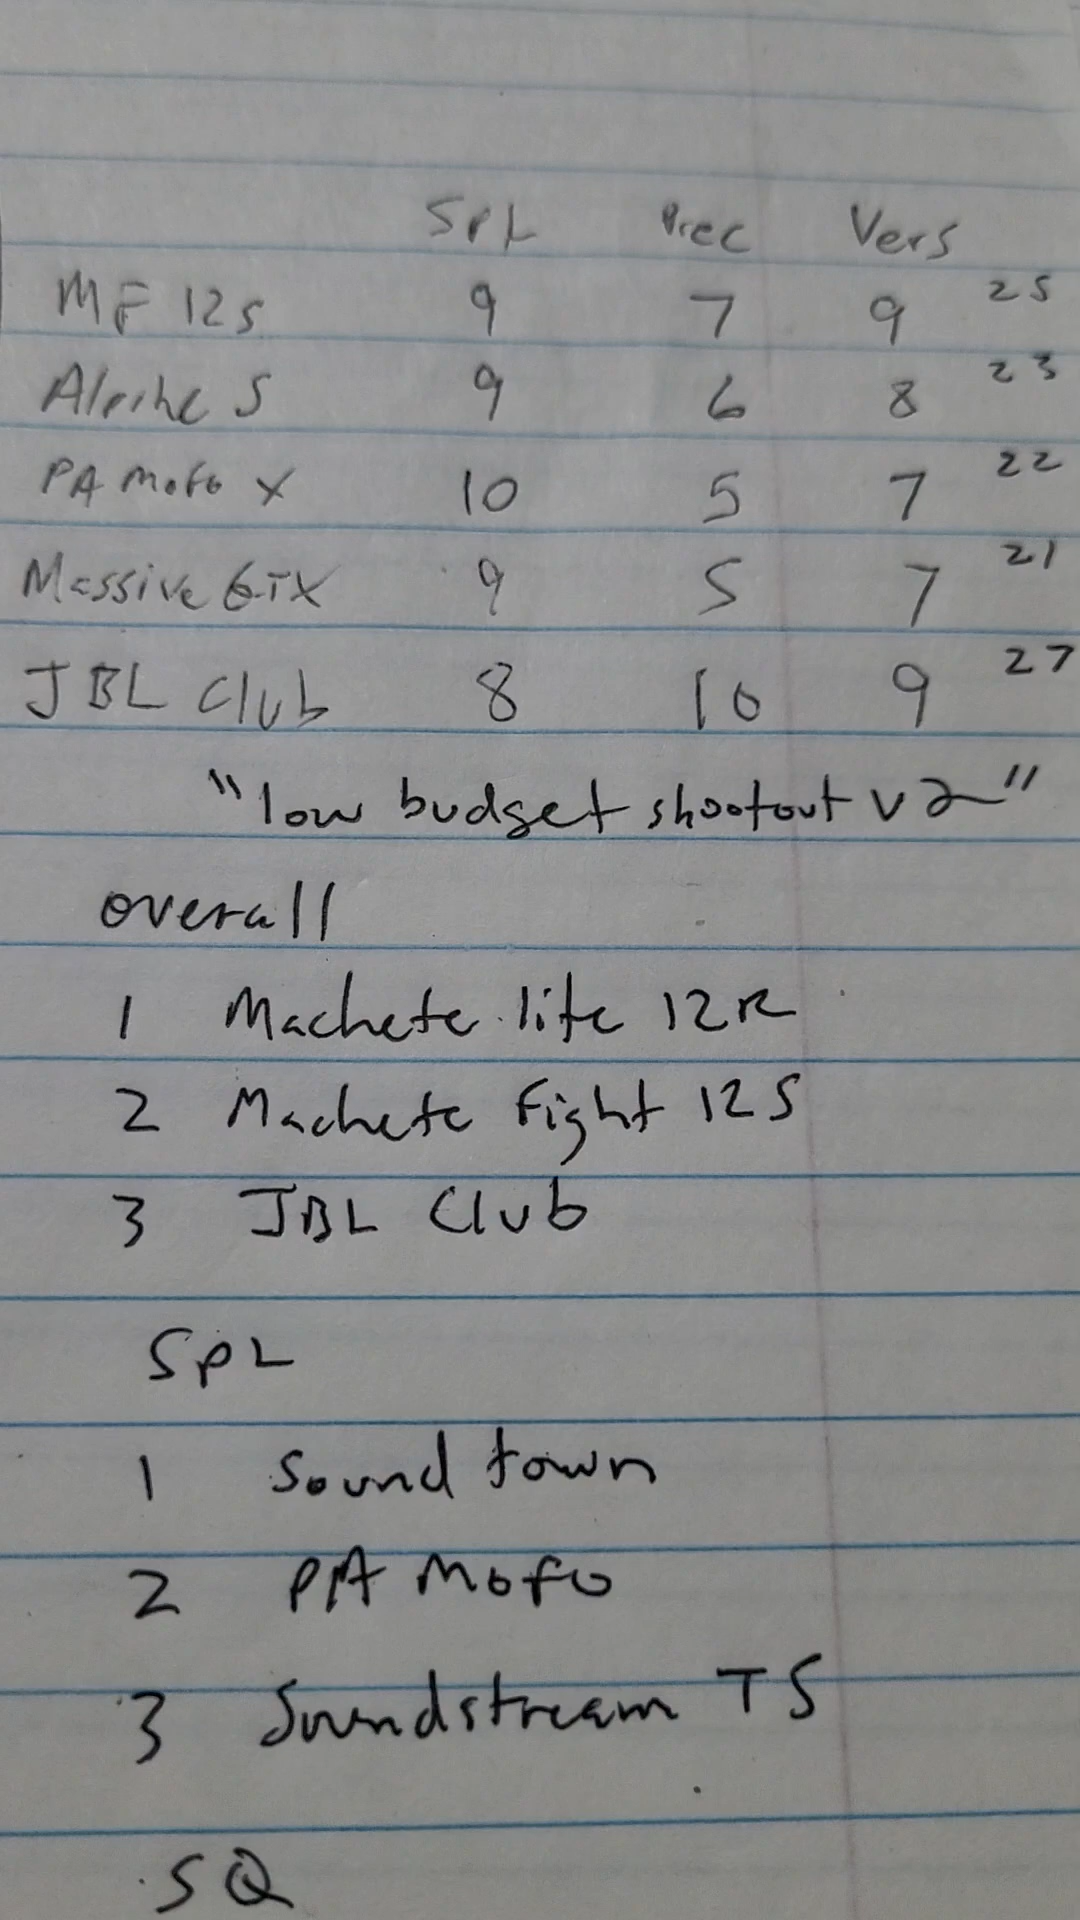 SPL Prec Vers
MF 12s 9 7 9 25
Alpine S 9 6 8 23
PA Mofo X 10 5 7 22
Massive GTX 9 5 7 21
JBL Club 8 10 9 27
"low budget shootout v2"
overall
1 Machete lite 12R
2 Machete Fight 12S
3 JBL Club
SPL
1 Sound town
2 PA Mofo
3 Soundstream TS
SQ